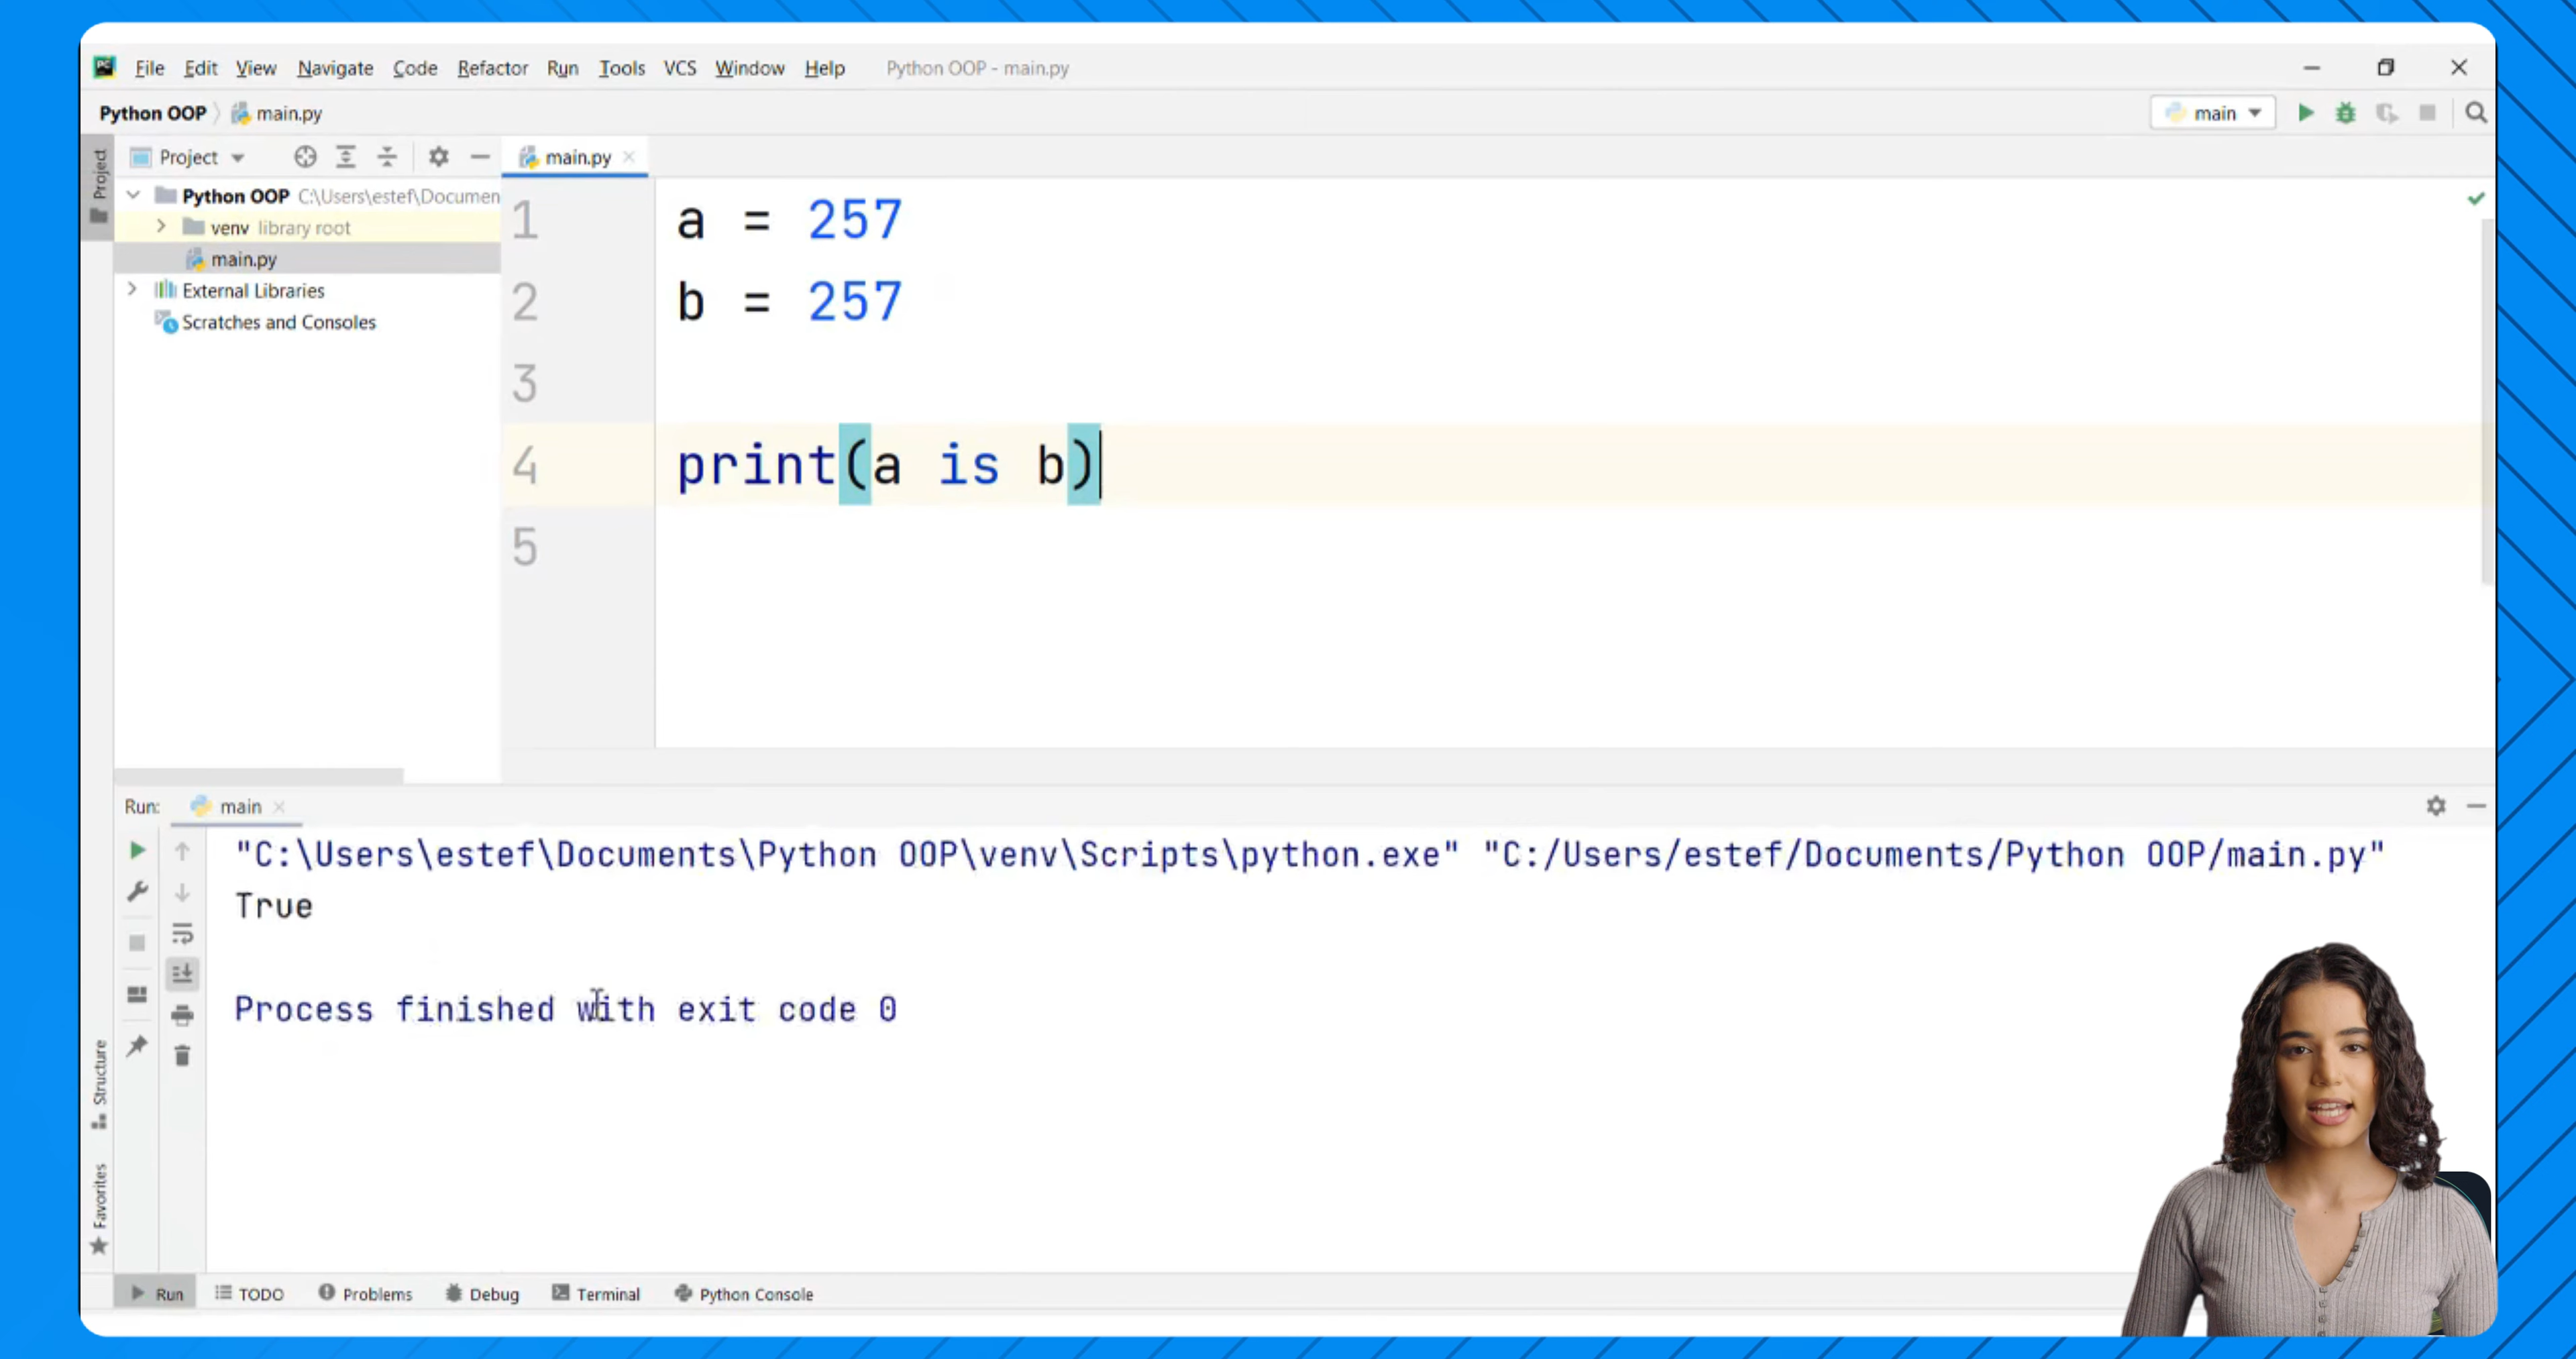 File Edit View Navigate Code Refactor Run Tools VCS Window Help Python OOP - main.py
Python OOP main.py main
Project
Project main.py
Python OOP C:\Users\estef\Documen
venv library root
main.py
External Libraries
Scratches and Consoles
1 a = 257
2 b = 257
3
4 print(a is b)
5
Run: main
"C:\Users\estef\Documents\Python OOP\venv\Scripts\python.exe" "C:/Users/estef/Documents/Python OOP/main.py"
True
Process finished with exit code 0
Structure
Favorites
Run TODO Problems Debug Terminal Python Console